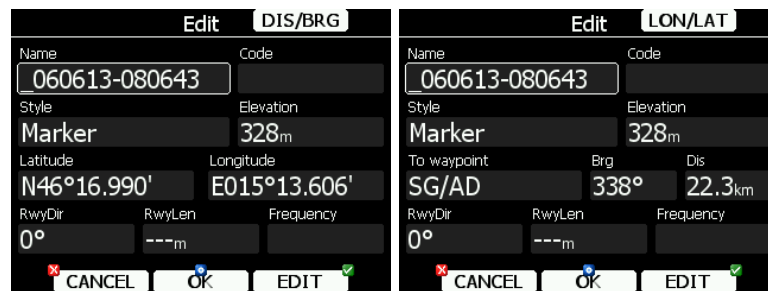 Edit DIS/BRG
Name Code
_060613-080643
Style Elevation
Marker 328m
Latitude Longitude
N46°16.990' E015°13.606'
RwyDir RwyLen Frequency
0° ---m
CANCEL OK EDIT
Edit LON/LAT
Name Code
_060613-080643
Style Elevation
Marker 328m
To waypoint Brg Dis
SG/AD 338° 22.3km
RwyDir RwyLen Frequency
0° ---m
CANCEL OK EDIT